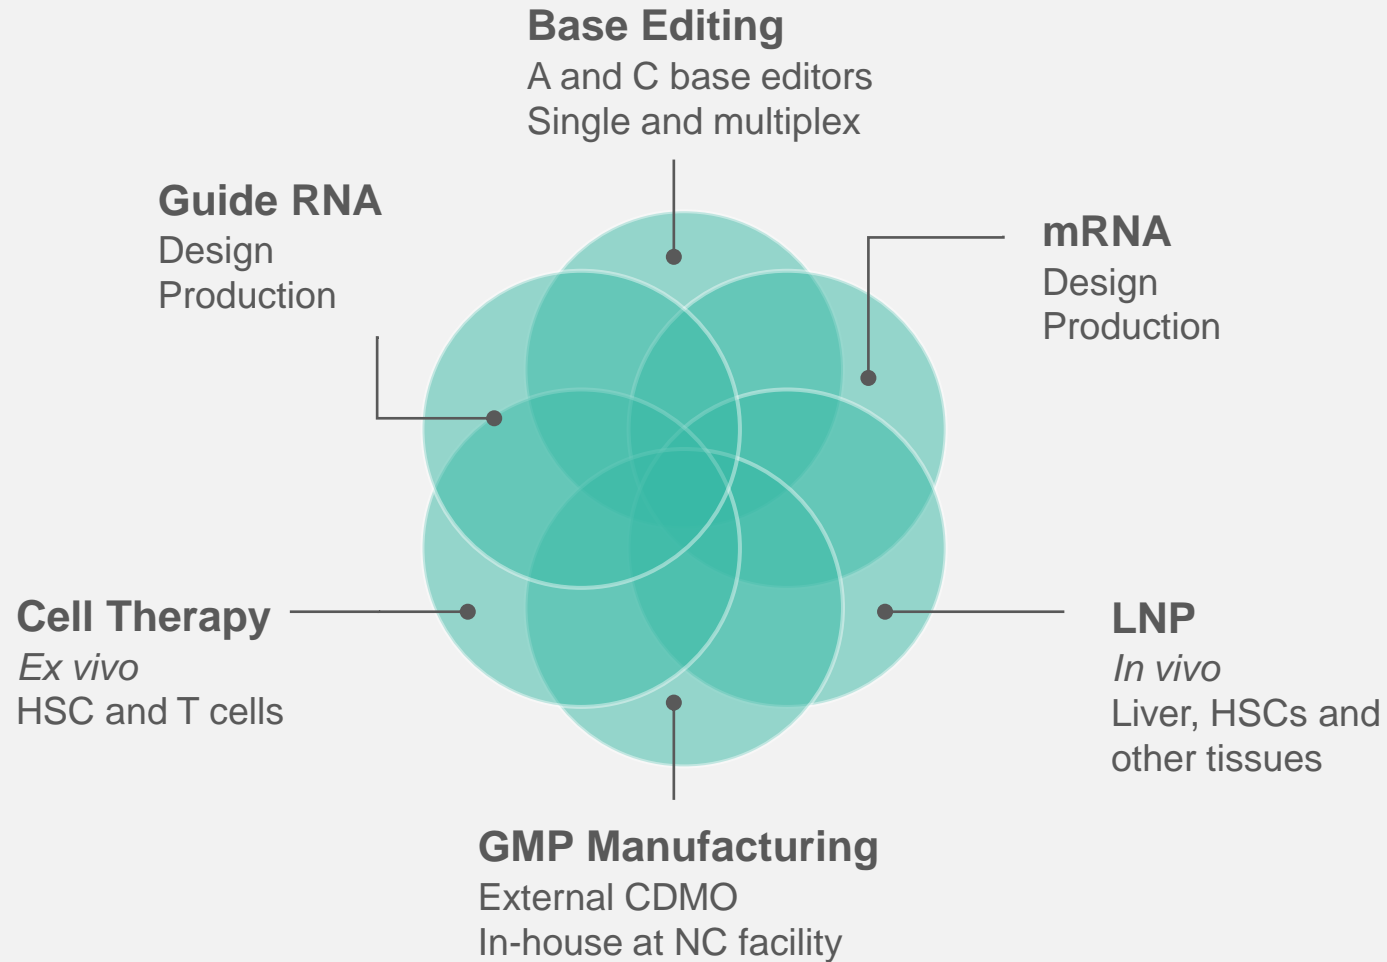 Base Editing
A and C base editors
Single and multiplex
Guide RNA
Design
Production
mRNA
Design
Production
Cell Therapy
Ex vivo
HSC and T cells
LNP
In vivo
Liver, HSCs and
other tissues
GMP Manufacturing
External CDMO
In-house at NC facility